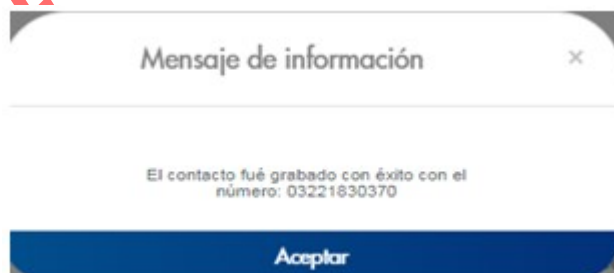 Mensaje de información
×
El contacto fué grabado con éxito con el
número: 03221830370
Aceptar